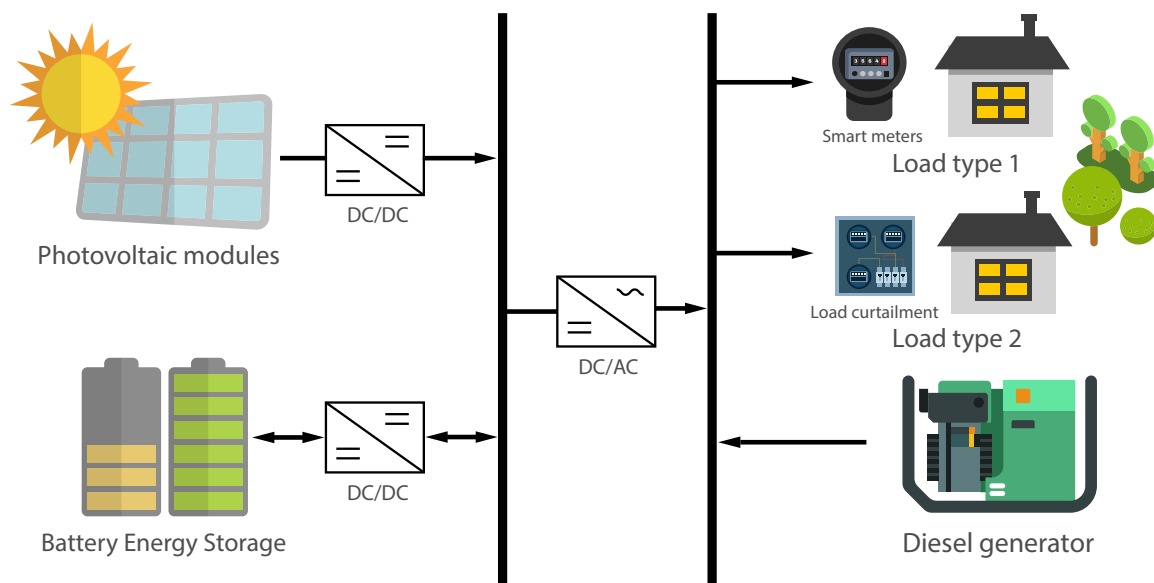 Photovoltaic modules
DC/DC
Battery Energy Storage
DC/DC
DC/AC
Smart meters
Load type 1
Load curtailment
Load type 2
Diesel generator